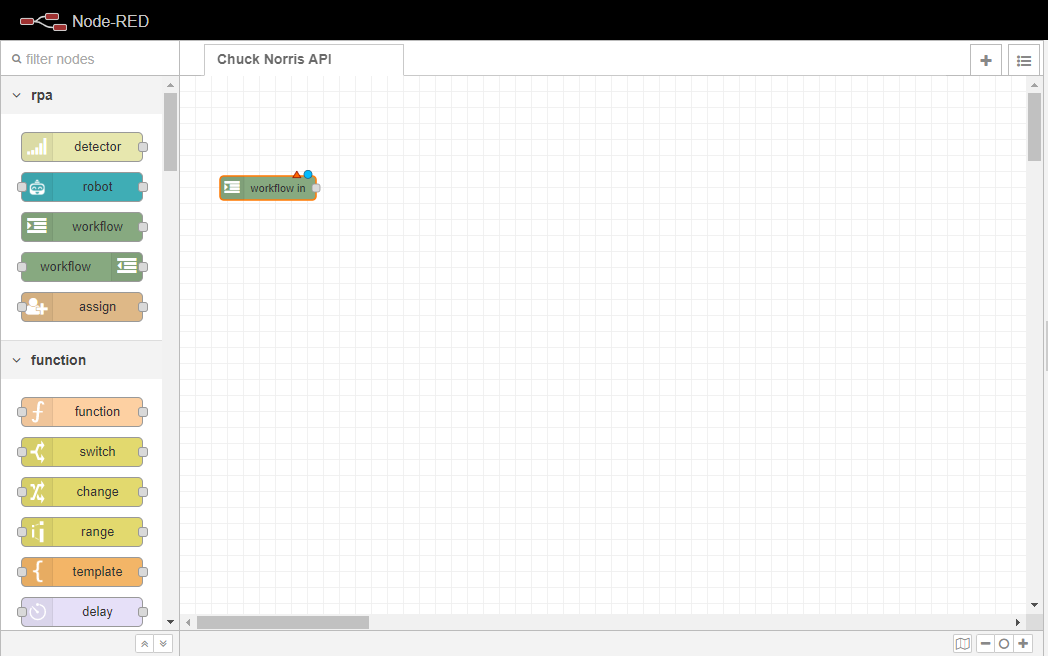 Node-RED
filter nodes
Chuck Norris API
rpa
detector
robot
workflow
workflow
assign
workflow in
function
function
switch
change
range
template
delay